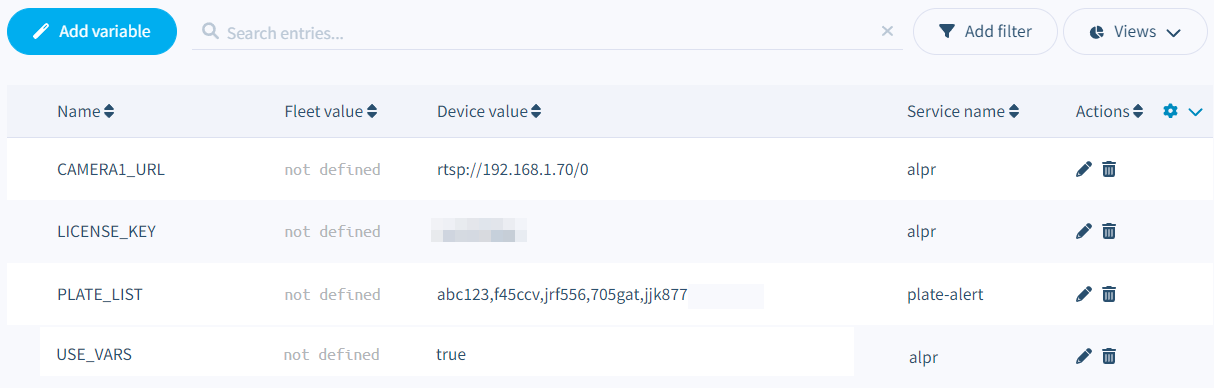 Add variable Search entries... Add filter Views
Name Fleet value Device value Service name Actions
CAMERA1_URL not defined rtsp://192.168.1.70/0 alpr
LICENSE_KEY not defined alpr
PLATE_LIST not defined abc123,f45ccv,jrf556,705gat,jjk877 plate-alert
USE_VARS not defined true alpr